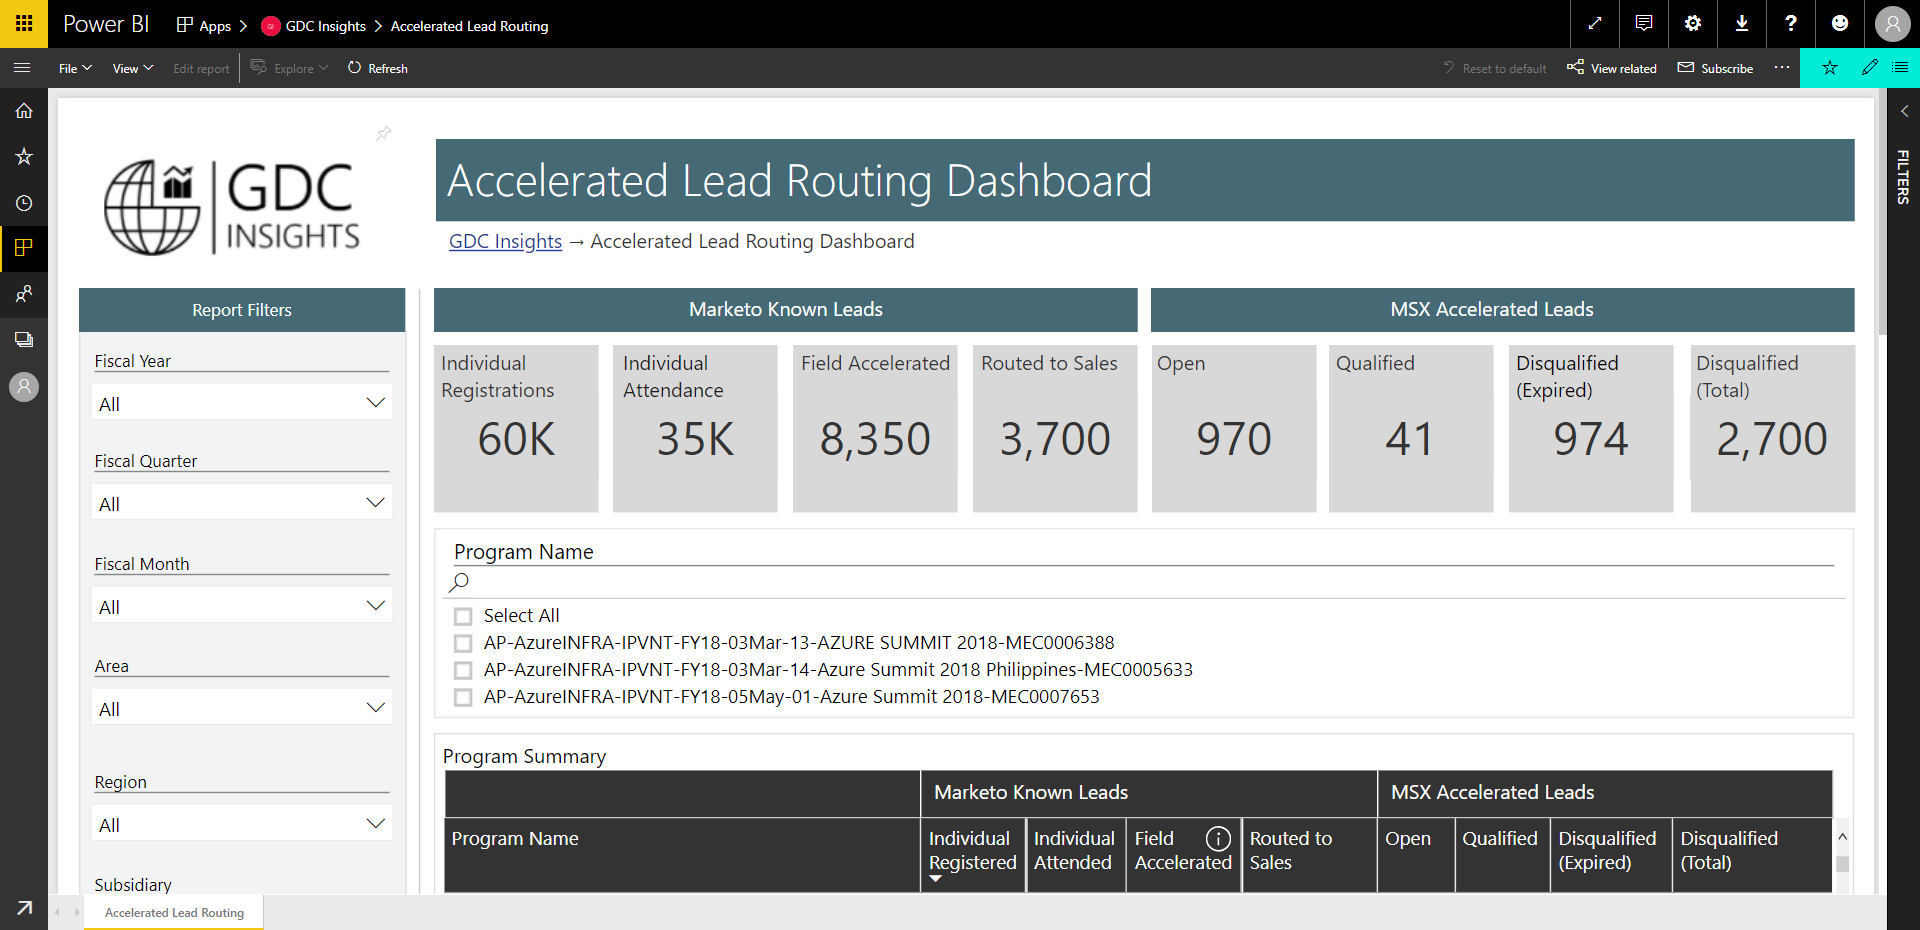 Power BI
Apps
GDC Insights
Accelerated Lead Routing
File
View
Edit report
Explore
Refresh
Reset to default
View related
Subscribe
FILTERS
GDC
INSIGHTS
Accelerated Lead Routing Dashboard
GDC Insights → Accelerated Lead Routing Dashboard
Report Filters
Fiscal Year
All
Fiscal Quarter
All
Fiscal Month
All
Area
All
Region
All
Subsidiary
Marketo Known Leads
MSX Accelerated Leads
Individual
Registrations
60K
Individual
Attendance
35K
Field Accelerated
8,350
Routed to Sales
3,700
Open
970
Qualified
41
Disqualified
(Expired)
974
Disqualified
(Total)
2,700
Program Name
Select All
AP-AzureINFRA-IPVNT-FY18-03Mar-13-AZURE SUMMIT 2018-MEC0006388
AP-AzureINFRA-IPVNT-FY18-03Mar-14-Azure Summit 2018 Philippines-MEC0005633
AP-AzureINFRA-IPVNT-FY18-05May-01-Azure Summit 2018-MEC0007653
Program Summary
Marketo Known Leads
MSX Accelerated Leads
Program Name
Individual
Registered
Individual
Attended
Field
Accelerated
Routed to
Sales
Open
Qualified
Disqualified
(Expired)
Disqualified
(Total)
Accelerated Lead Routing